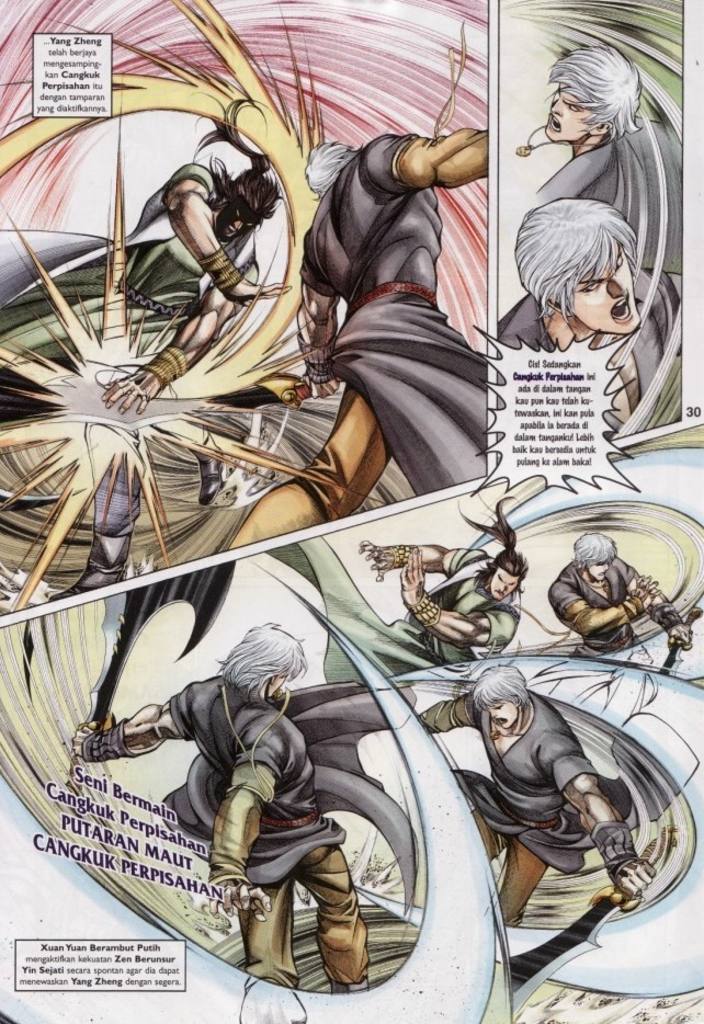 ...Yang Zheng
telah berjaya
mengesamping-
kan Cangkuk
Perpisahan itu
dengan tamparan
yang diaktifkannya.
Cis! Sedangkan
Cangkuk Perpisahan ini
ada di dalam tangan
kau pun kau telah ku-
tewaskan, ini kan pula
apabila ia berada di
dalam tanganku! Lebih
baik kau bersedia untuk
pulang ke alam baka!
30
Seni Bermain
Cangkuk Perpisahan
PUTARAN MAUT
CANGKUK PERPISAHAN
Xuan Yuan Berambut Putih
mengaktifkan kekuatan Zen Berunsur
Yin Sejati secara spontan agar dia dapat
menewaskan Yang Zheng dengan segera.